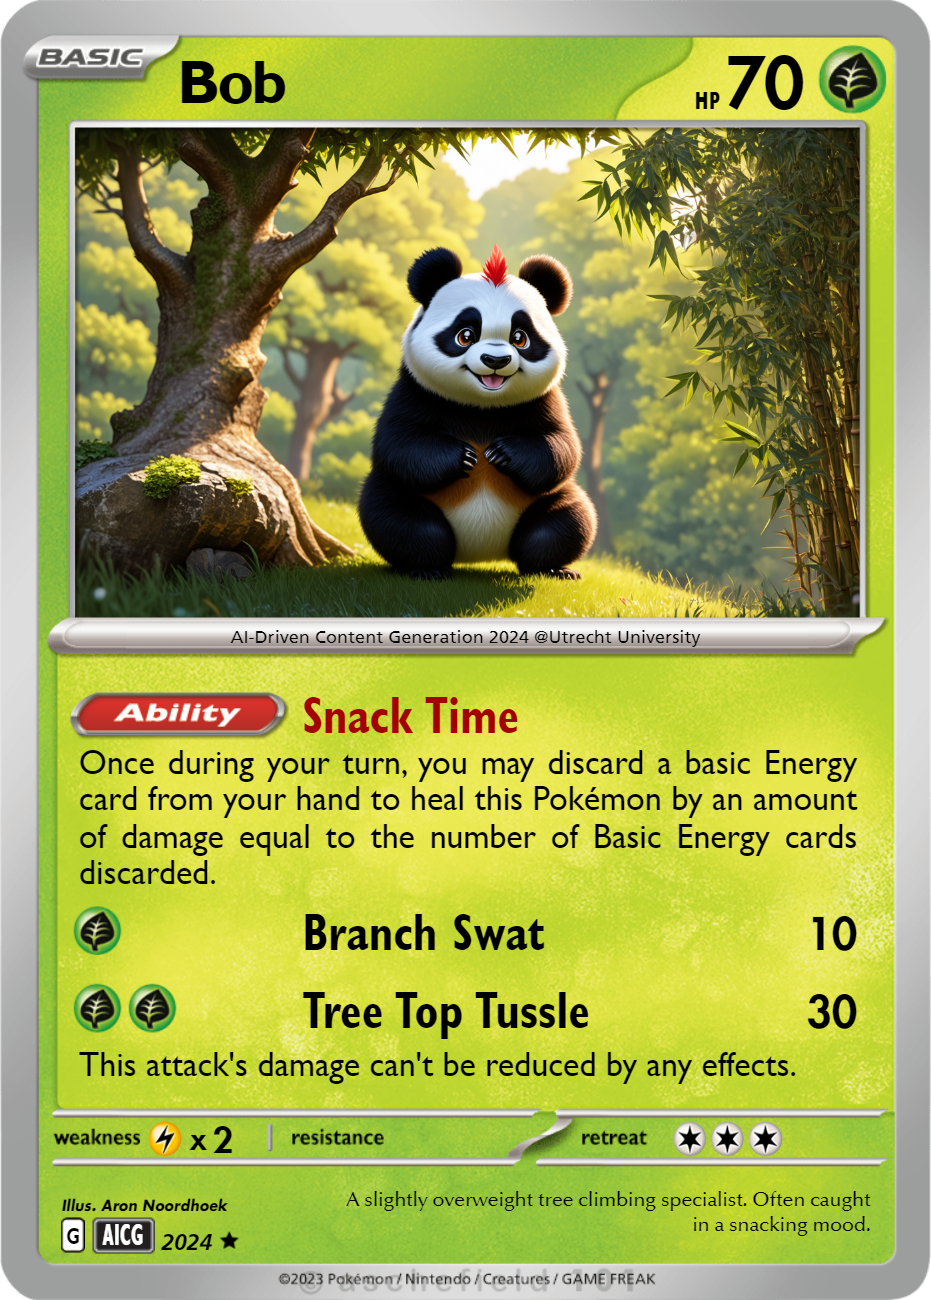 BASIC
Bob
HP 70
AI-Driven Content Generation 2024 @Utrecht University
Ability Snack Time
Once during your turn, you may discard a basic Energy
card from your hand to heal this Pokémon by an amount
of damage equal to the number of Basic Energy cards
discarded.
Branch Swat 10
Tree Top Tussle 30
This attack's damage can't be reduced by any effects.
weakness x2 resistance retreat
Illus. Aron Noordhoek
A slightly overweight tree climbing specialist. Often caught
in a snacking mood.
G AICG 2024 ★
©2023 Pokémon / Nintendo / Creatures / GAME FREAK